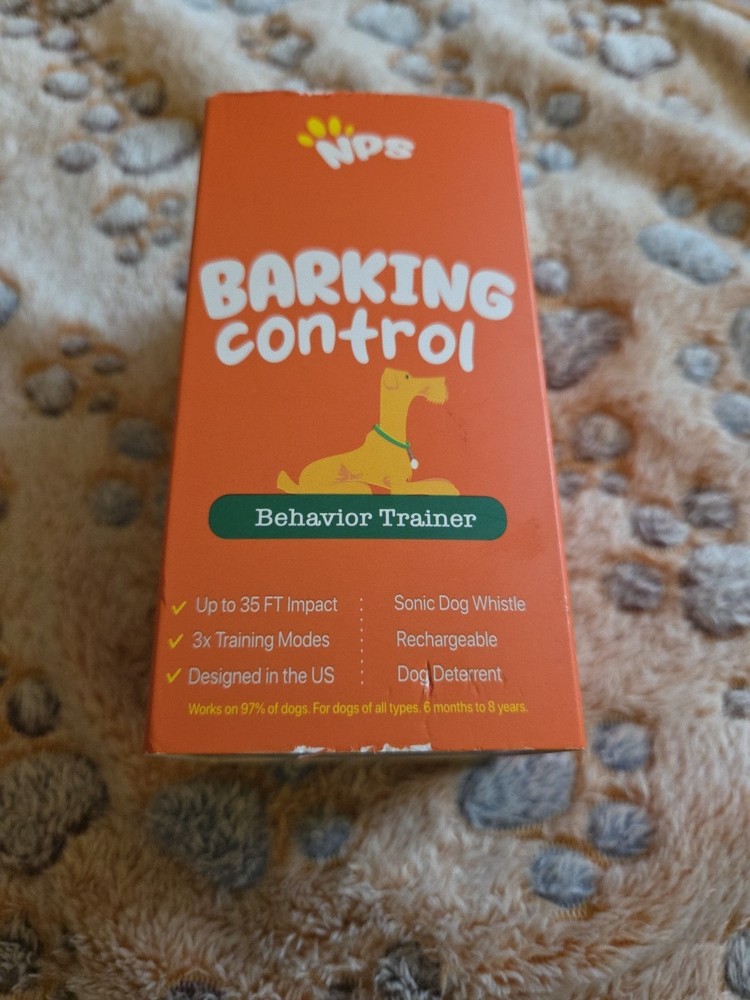 NPS
BARKING
control
Behavior Trainer
Up to 35 FT Impact
3x Training Modes
Designed in the US
Sonic Dog Whistle
Rechargeable
Dog Deterrent
Works on 97% of dogs. For dogs of all types. 6 months to 8 years.